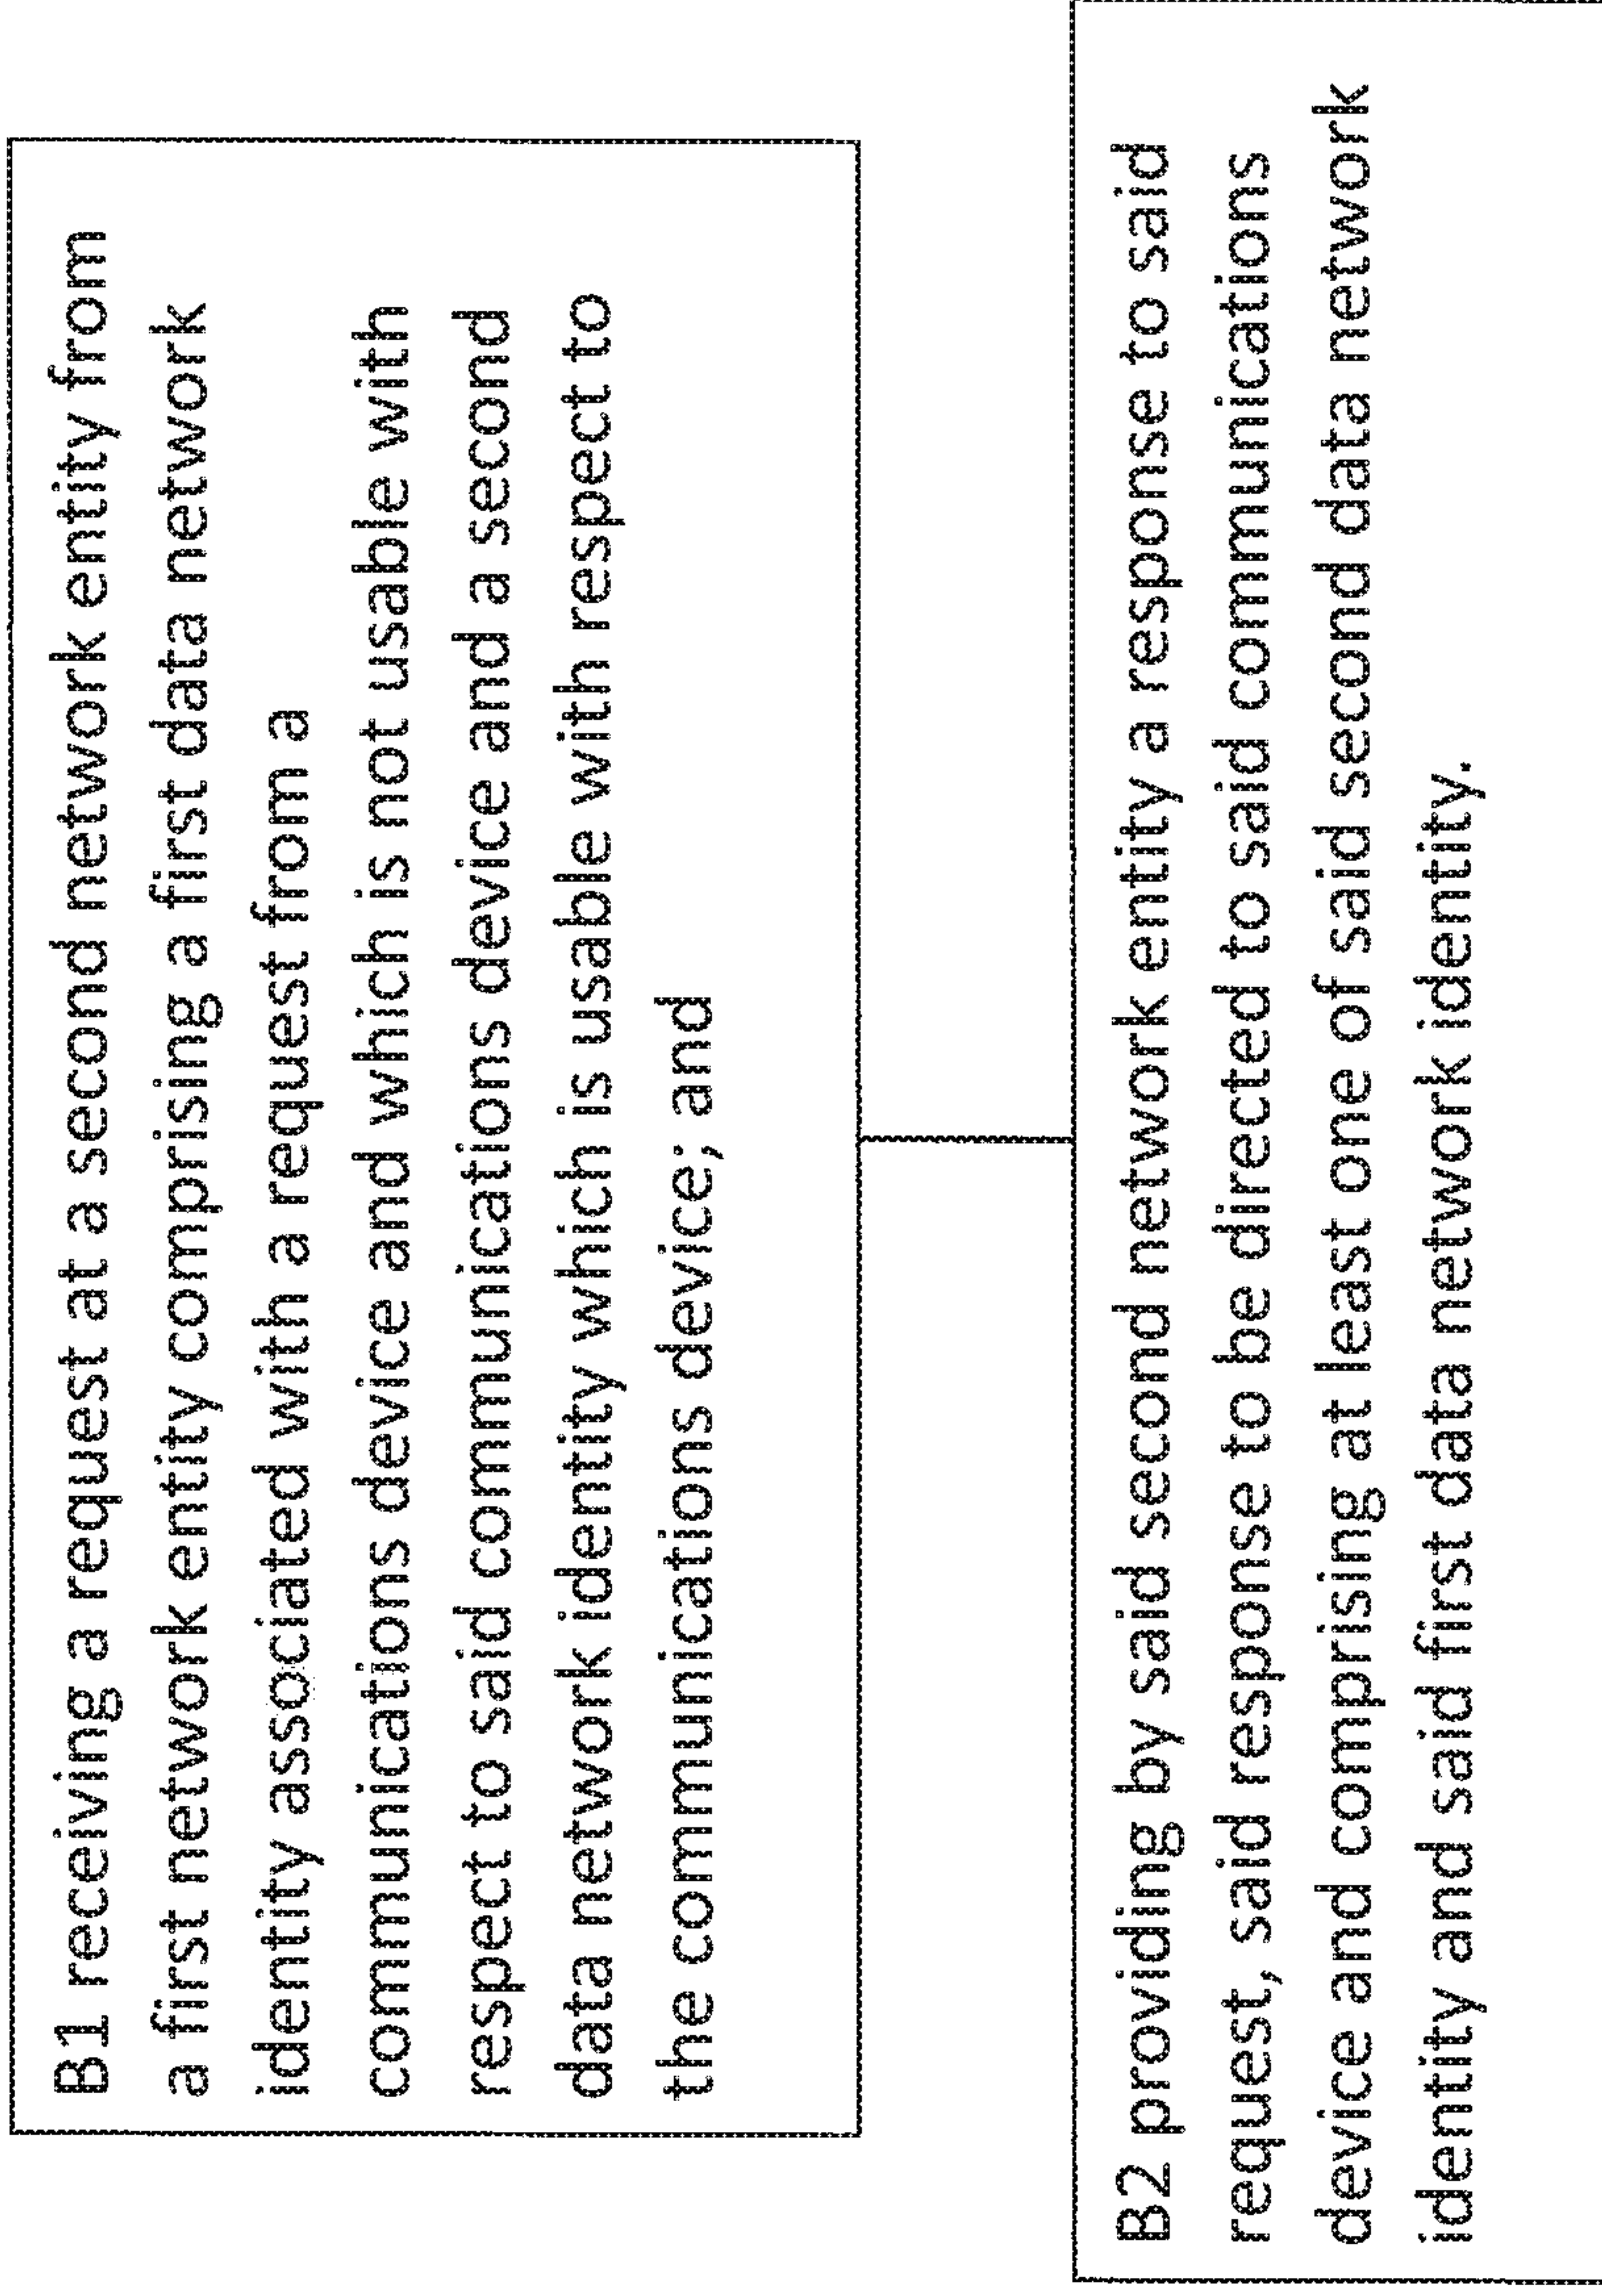 B1 receiving a request at a second network entity from
a first network entity comprising a first data network
identity associated with a request from a
communications device and which is not usable with
respect to said communications device and a second
data network identity which is usable with respect to
the communications device; and
B2 providing by said second network entity a response to said
request, said response to be directed to said communications
device and comprising at least one of said second data network
identity and said first data network identity.